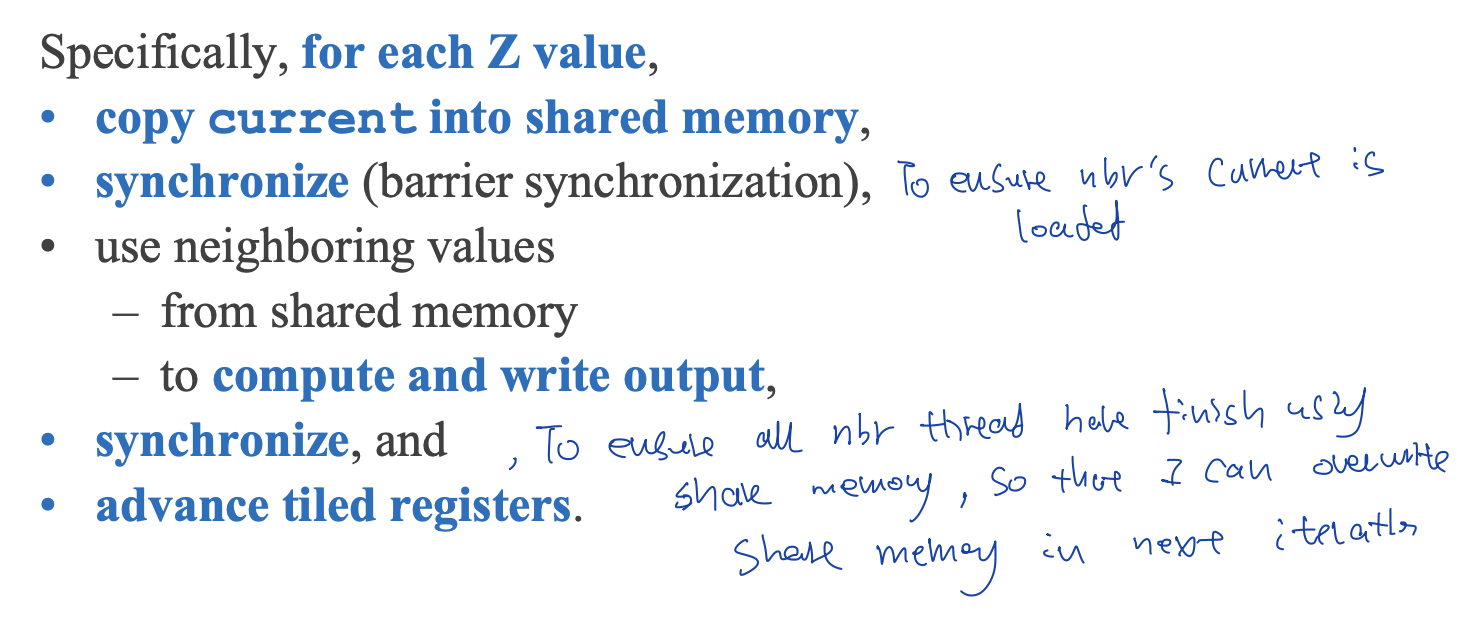 Specifically, for each Z value,
• copy current into shared memory,
• synchronize (barrier synchronization), To ensure nbr's current is
loaded
• use neighboring values
– from shared memory
– to compute and write output,
• synchronize, and , To ensure all nbr thread have finish using
• advance tiled registers. share memory, so that I can overwrite
share memory in next iteration